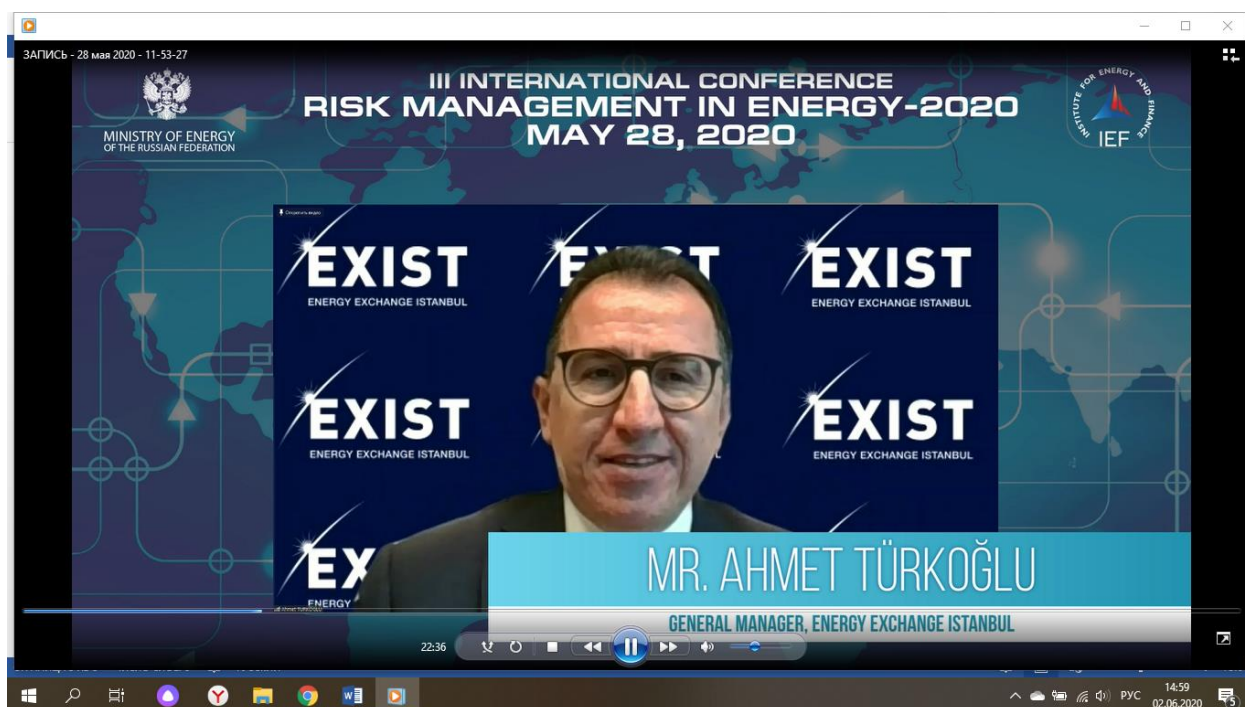 ЗАПИСЬ - 28 мая 2020 - 11-53-27
MINISTRY OF ENERGY
OF THE RUSSIAN FEDERATION
III INTERNATIONAL CONFERENCE
RISK MANAGEMENT IN ENERGY-2020
MAY 28, 2020
INSTITUTE FOR ENERGY AND FINANCE
IEF
EXIST
ENERGY EXCHANGE ISTANBUL
EXIST
ENERGY EXCHANGE ISTANBUL
EXIST
ENERGY EXCHANGE ISTANBUL
EXIST
ENERGY EXCHANGE ISTANBUL
EX
ENERGY
MR. AHMET TÜRKOĞLU
GENERAL MANAGER, ENERGY EXCHANGE ISTANBUL
22:36
РУС
14:59
02.06.2020
5